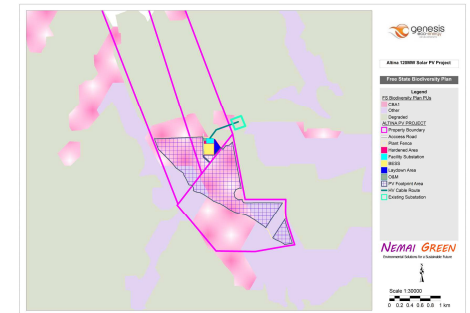 genesis
Altina 120MW Solar PV Project
Free State Biodiversity Plan
Legend
FS Biodiversity Plan PUs
CBA1
Other
Degraded
ALTINA PV PROJECT
Property Boundary
Access Road
Plant Fence
Hardened Area
Facility Substation
BESS
Laydown Area
O&M
PV Footprint Area
HV Cable Route
Existing Substation
NEMAI GREEN
Environmental Solutions for a Sustainable Future
N
Scale 1:30000
0 0.2 0.4 0.6 0.8 1 km